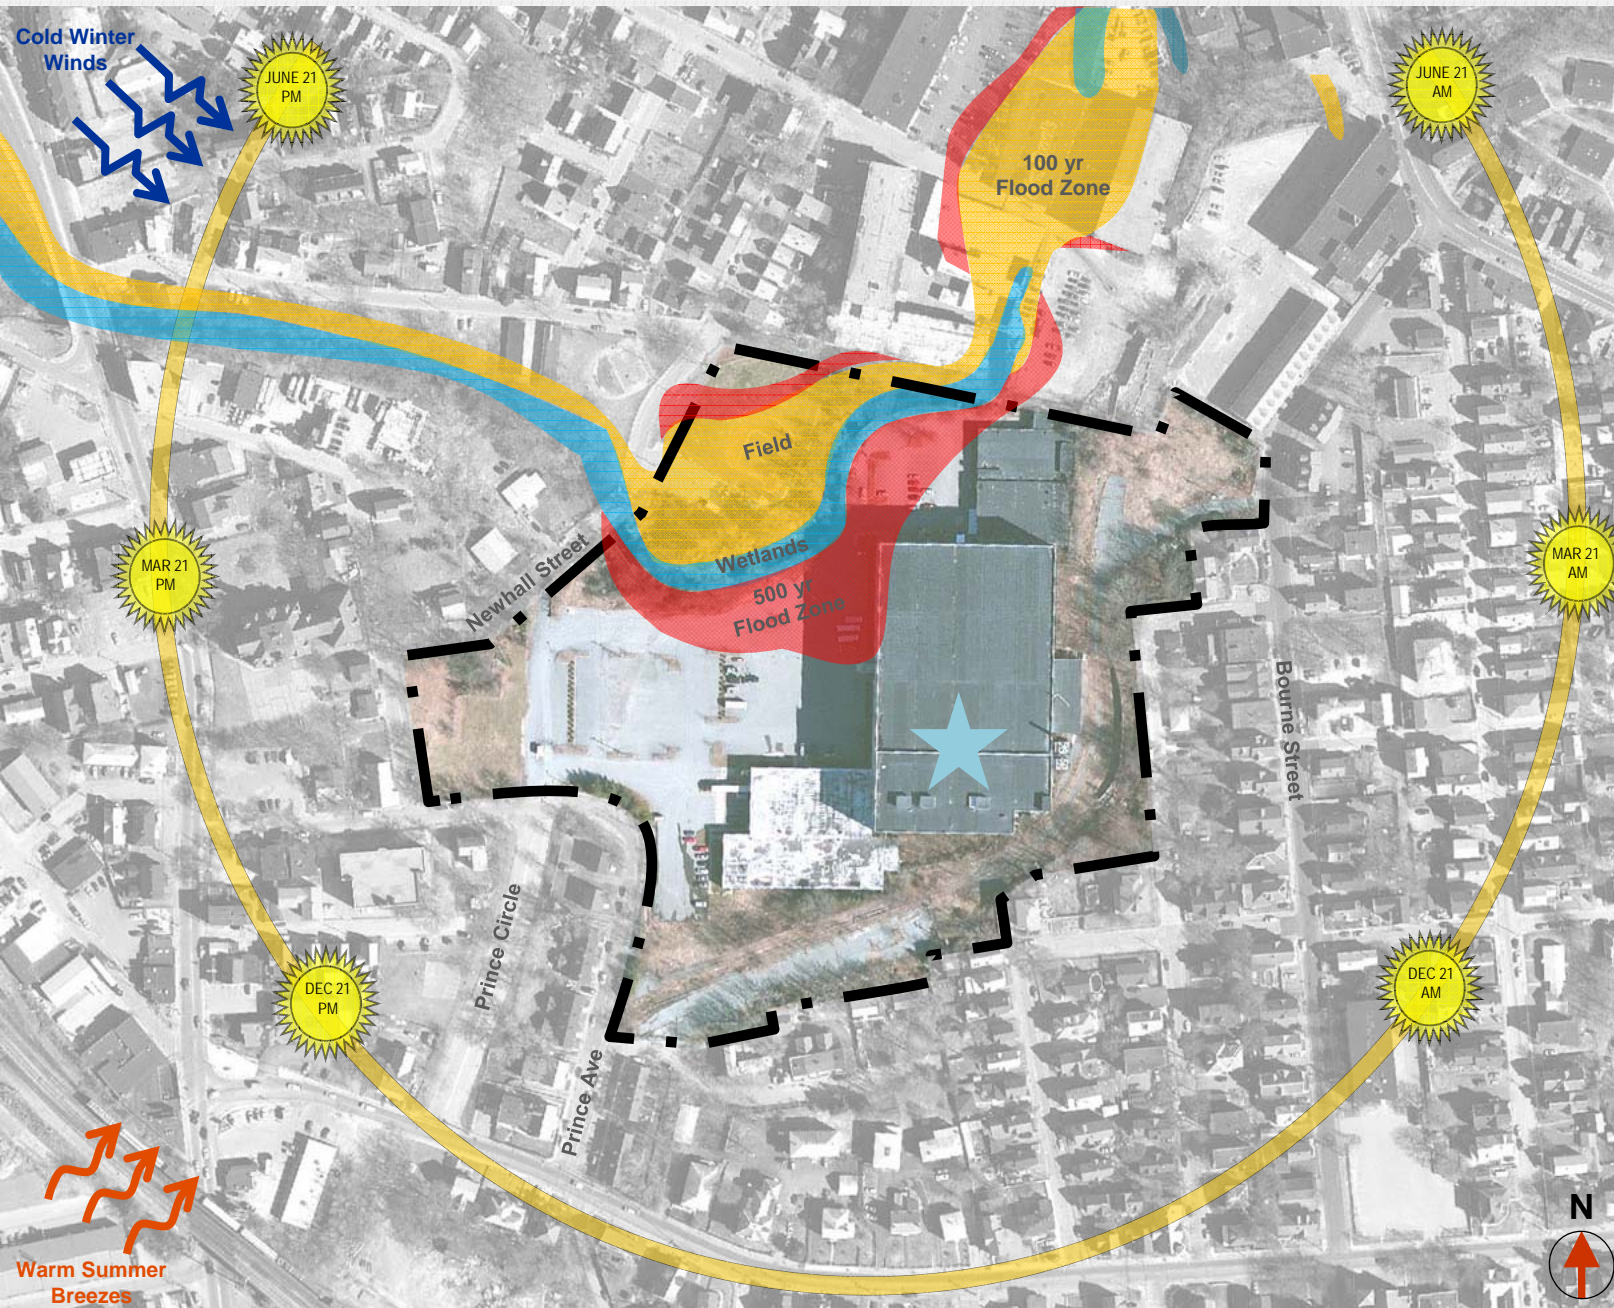 Cold Winter
Winds
JUNE 21
PM
JUNE 21
AM
100 yr
Flood Zone
Field
Wetlands
500 yr
Flood Zone
Newhall Street
MAR 21
PM
MAR 21
AM
Bourne Street
Prince Circle
Prince Ave
DEC 21
PM
DEC 21
AM
Warm Summer
Breezes
N